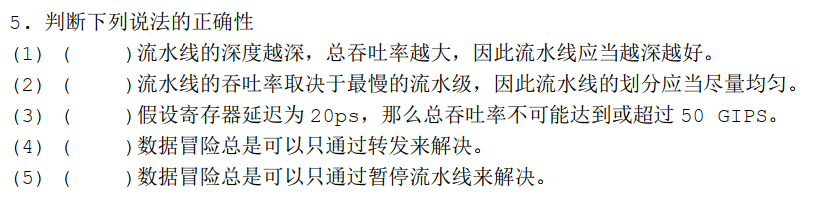 5．判断下列说法的正确性
(1) (    )流水线的深度越深，总吞吐率越大，因此流水线应当越深越好。
(2) (    )流水线的吞吐率取决于最慢的流水级，因此流水线的划分应当尽量均匀。
(3) (    )假设寄存器延迟为20ps，那么总吞吐率不可能达到或超过 50 GIPS。
(4) (    )数据冒险总是可以只通过转发来解决。
(5) (    )数据冒险总是可以只通过暂停流水线来解决。